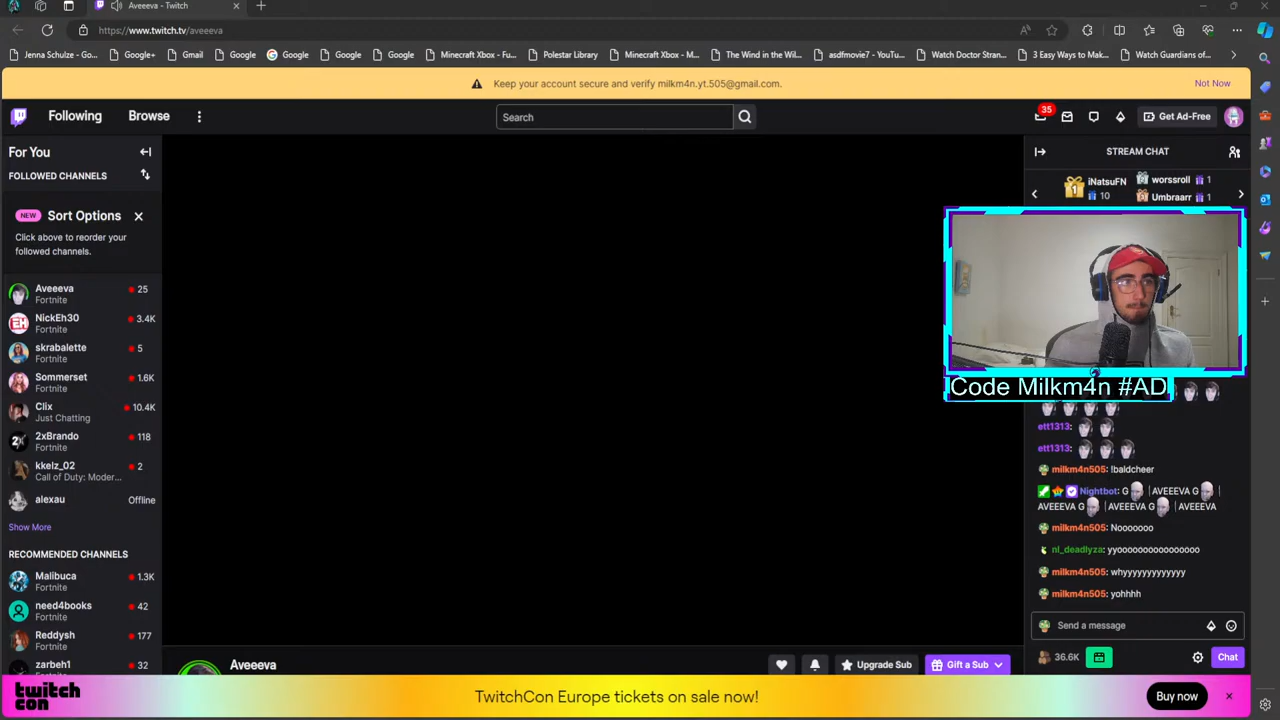 Aveeeva - Twitch
https://www.twitch.tv/aveeeva
Jenna Schulze - Go...
Google+
Gmail
Google
Google
Google
Google
Minecraft Xbox - Fu...
Polestar Library
Minecraft Xbox - M...
The Wind in the Wil...
asdfmovie7 - YouTu...
Watch Doctor Stran...
3 Easy Ways to Mak...
Watch Guardians of...
Keep your account secure and verify milkm4n.yt.505@gmail.com.
Not Now
Following
Browse
Search
35
Get Ad-Free
For You
FOLLOWED CHANNELS
NEW Sort Options
Click above to reorder your
followed channels.
Aveeeva
25
Fortnite
NickEh30
3.4K
Fortnite
skrabalette
5
Fortnite
Sommerset
1.6K
Fortnite
Clix
10.4K
Just Chatting
2xBrando
118
Fortnite
kkelz_02
2
Call of Duty: Moder...
alexau
Offline
Show More
RECOMMENDED CHANNELS
Malibuca
1.3K
Fortnite
need4books
42
Fortnite
Reddysh
177
Fortnite
zarbeh1
32
Fortnite
STREAM CHAT
1
iNatsuFN
10
2 worssroll 1
3 Umbraarr 1
Code Milkm4n #AD
ett1313:
ett1313:
milkm4n505: !baldcheer
Nightbot: G | AVEEEVA G |
AVEEEVA G | AVEEEVA G | AVEEEVA
milkm4n505: Nooooooo
nl_deadlyza: yyoooooooooooooooo
milkm4n505: whyyyyyyyyyyyy
milkm4n505: yohhhh
Send a message
36.6K
Chat
Aveeeva
Upgrade Sub
Gift a Sub
twitch
con
TwitchCon Europe tickets on sale now!
Buy now